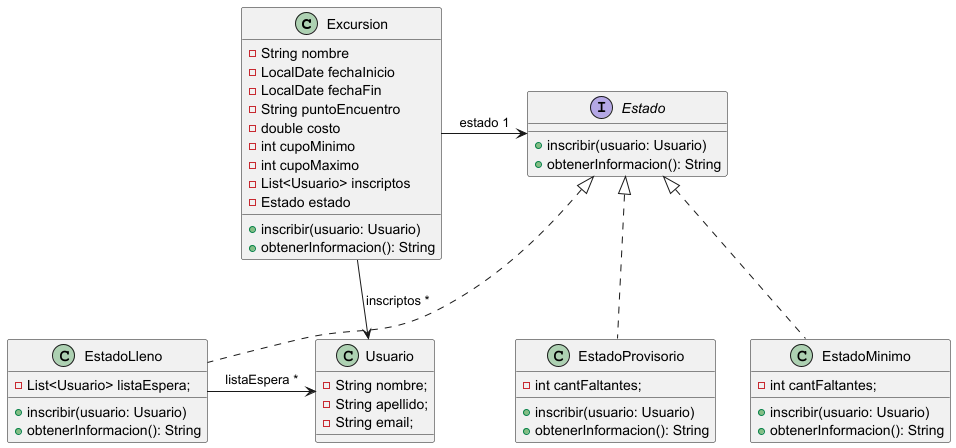 C Excursion
String nombre
LocalDate fechaInicio
LocalDate fechaFin
String puntoEncuentro
double costo
int cupoMinimo
int cupoMaximo
List<Usuario> inscriptos
Estado estado
inscribir(usuario: Usuario)
obtenerInformacion(): String
estado 1
I Estado
inscribir(usuario: Usuario)
obtenerInformacion(): String
inscriptos *
C EstadoLleno
List<Usuario> listaEspera;
inscribir(usuario: Usuario)
obtenerInformacion(): String
listaEspera *
C Usuario
String nombre;
String apellido;
String email;
C EstadoProvisorio
int cantFaltantes;
inscribir(usuario: Usuario)
obtenerInformacion(): String
C EstadoMinimo
int cantFaltantes;
inscribir(usuario: Usuario)
obtenerInformacion(): String